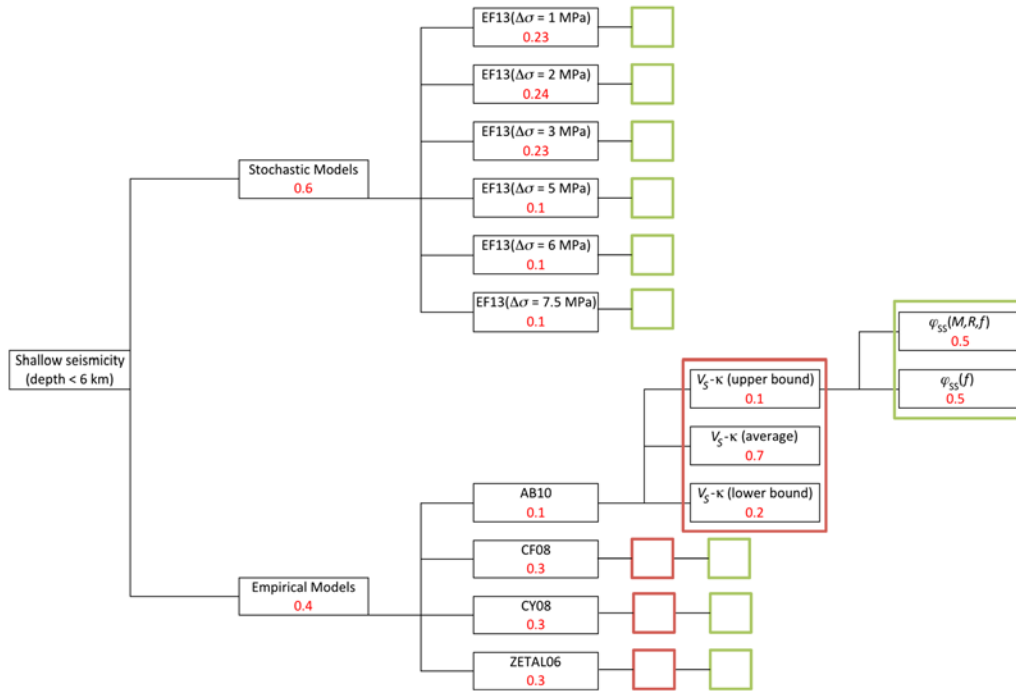 EF13(Δσ = 1 MPa)
0.23
EF13(Δσ = 2 MPa)
0.24
EF13(Δσ = 3 MPa)
0.23
Stochastic Models
0.6
EF13(Δσ = 5 MPa)
0.1
EF13(Δσ = 6 MPa)
0.1
EF13(Δσ = 7.5 MPa)
0.1
Shallow seismicity
(depth < 6 km)
φSS(M,R,f)
0.5
φSS(f)
0.5
VS-κ (upper bound)
0.1
VS-κ (average)
0.7
VS-κ (lower bound)
0.2
AB10
0.1
CF08
0.3
Empirical Models
0.4
CY08
0.3
ZETAL06
0.3